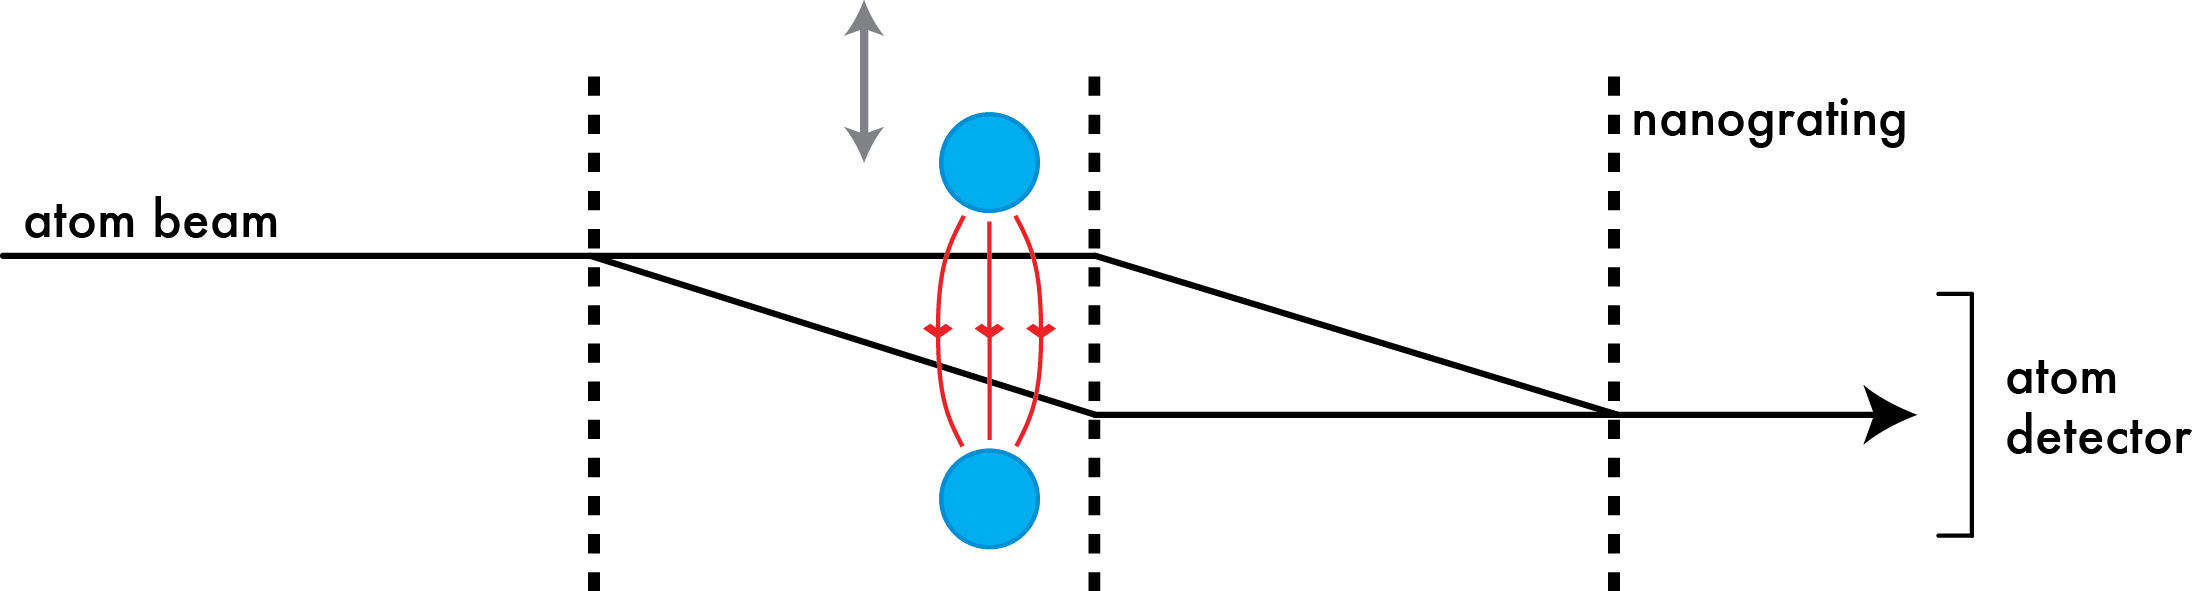 atom beam
nanograting
atom
detector